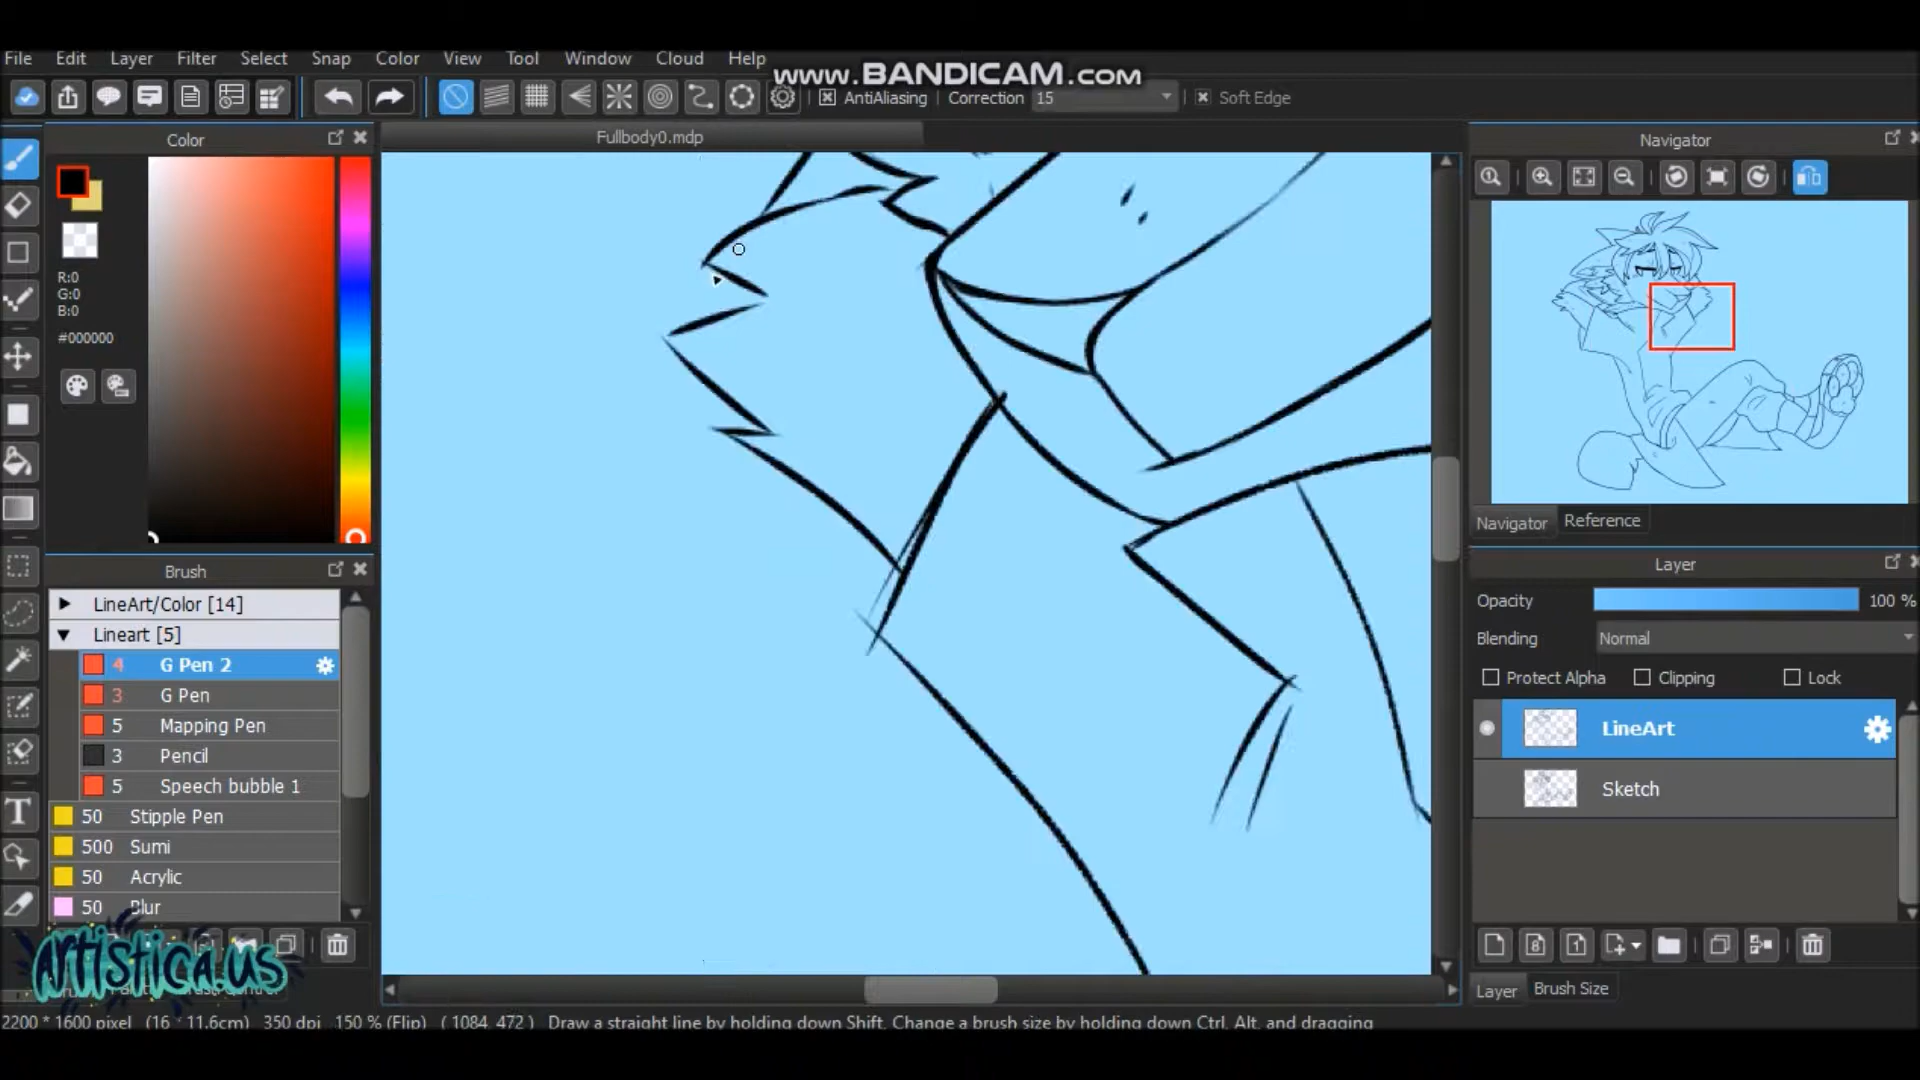 www.BANDICAM.com
File Edit Layer Filter Select Snap Color View Tool Window Cloud Help
AntiAliasing Correction 15 Soft Edge
Color
Fullbody0.mdp
Navigator
R:0
G:0
B:0
#000000
Navigator Reference
Brush
LineArt/Color [14]
Lineart [5]
4 G Pen 2
3 G Pen
5 Mapping Pen
3 Pencil
5 Speech bubble 1
50 Stipple Pen
500 Sumi
50 Acrylic
50 Blur
Layer
Opacity 100 %
Blending Normal
Protect Alpha Clipping Lock
LineArt
Sketch
Artistica.us
Layer Brush Size
2200 * 1600 pixel (16 * 11.6cm) 350 dpi 150 % (Flip) ( 1084, 472 ) Draw a straight line by holding down Shift, Change a brush size by holding down Ctrl, Alt, and dragging